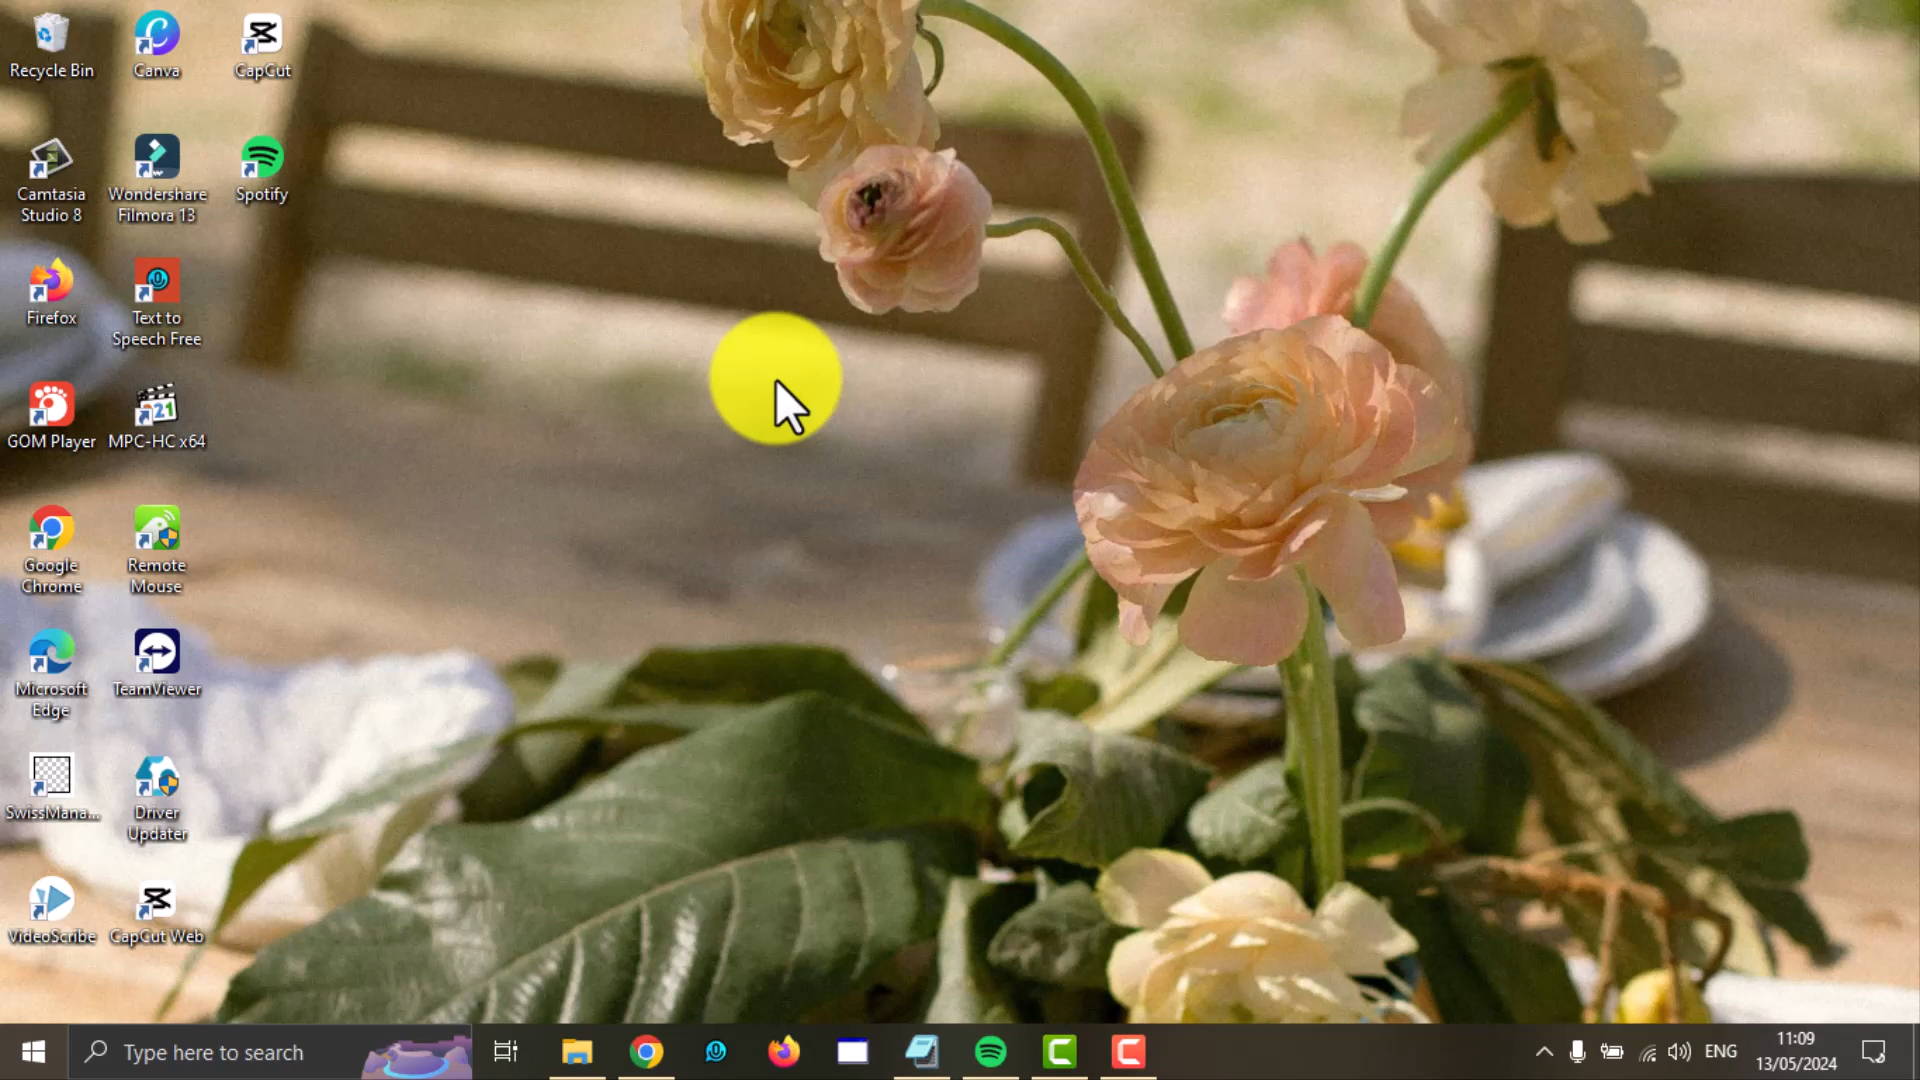 Recycle Bin
Canva
CapCut
Camtasia
Studio 8
Wondershare
Filmora 13
Spotify
Firefox
Text to
Speech Free
GOM Player
MPC-HC x64
321
Google
Chrome
Remote
Mouse
Microsoft
Edge
TeamViewer
SwissMana...
Driver
Updater
VideoScribe
CapCut Web
Type here to search
ENG
11:09
13/05/2024